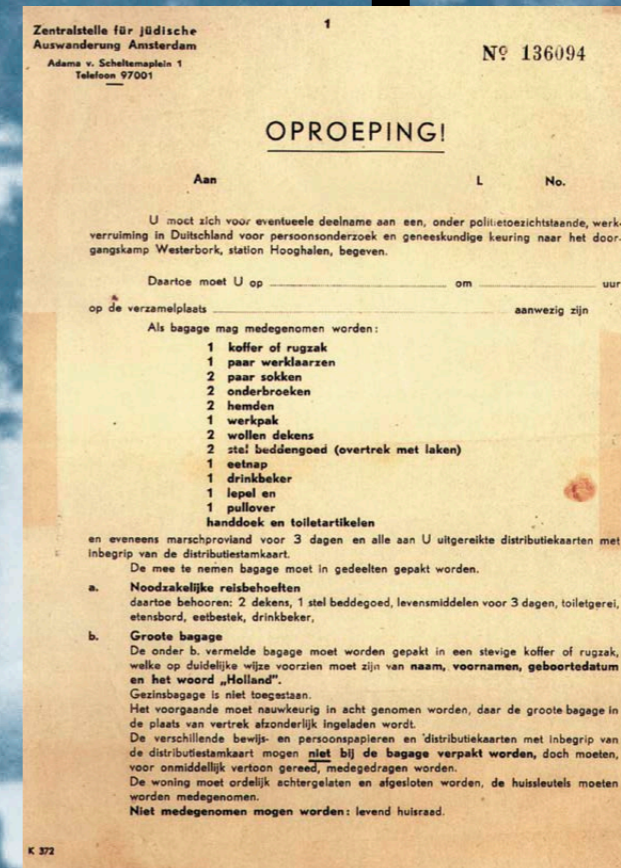 1
Zentralstelle für jüdische
Auswanderung Amsterdam
Adama v. Scheltemaplein 1
Telefoon 97001
Nº 136094
OPROEPING!
Aan L No.
U moet zich voor eventueele deelname aan een, onder politietoezichtstaande, werk-
verruiming in Duitschland voor persoonsonderzoek en geneeskundige keuring naar het door-
gangskamp Westerbork, station Hooghalen, begeven.
Daartoe moet U op om uur
op de verzamelplaats aanwezig zijn
Als bagage mag medegenomen worden:
1 koffer of rugzak
1 paar werklaarzen
2 paar sokken
2 onderbroeken
2 hemden
1 werkpak
2 wollen dekens
2 stel beddengoed (overtrek met laken)
1 eetnap
1 drinkbeker
1 lepel en
1 pullover
handdoek en toiletartikelen
en eveneens marschproviand voor 3 dagen en alle aan U uitgereikte distributiekaarten met
inbegrip van de distributiestamkaart.
De mee te nemen bagage moet in gedeelten gepakt worden.
a. Noodzakelijke reisbehoeften
daartoe behooren: 2 dekens, 1 stel beddegoed, levensmiddelen voor 3 dagen, toiletgerei,
etensbord, eetbestek, drinkbeker,
b. Groote bagage
De onder b. vermelde bagage moet worden gepakt in een stevige koffer of rugzak,
welke op duidelijke wijze voorzien moet zijn van naam, voornamen, geboortedatum
en het woord „Holland".
Gezinsbagage is niet toegestaan.
Het voorgaande moet nauwkeurig in acht genomen worden, daar de groote bagage in
de plaats van vertrek afzonderlijk ingeladen wordt.
De verschillende bewijs- en persoonspapieren en distributiekaarten met inbegrip van
de distributiestamkaart mogen niet bij de bagage verpakt worden, doch moeten,
voor onmiddellijk vertoon gereed, medegedragen worden.
De woning moet ordelijk achtergelaten en afgesloten worden, de huissleutels moeten
worden medegenomen.
Niet medegenomen mogen worden: levend huisraad.
K 372